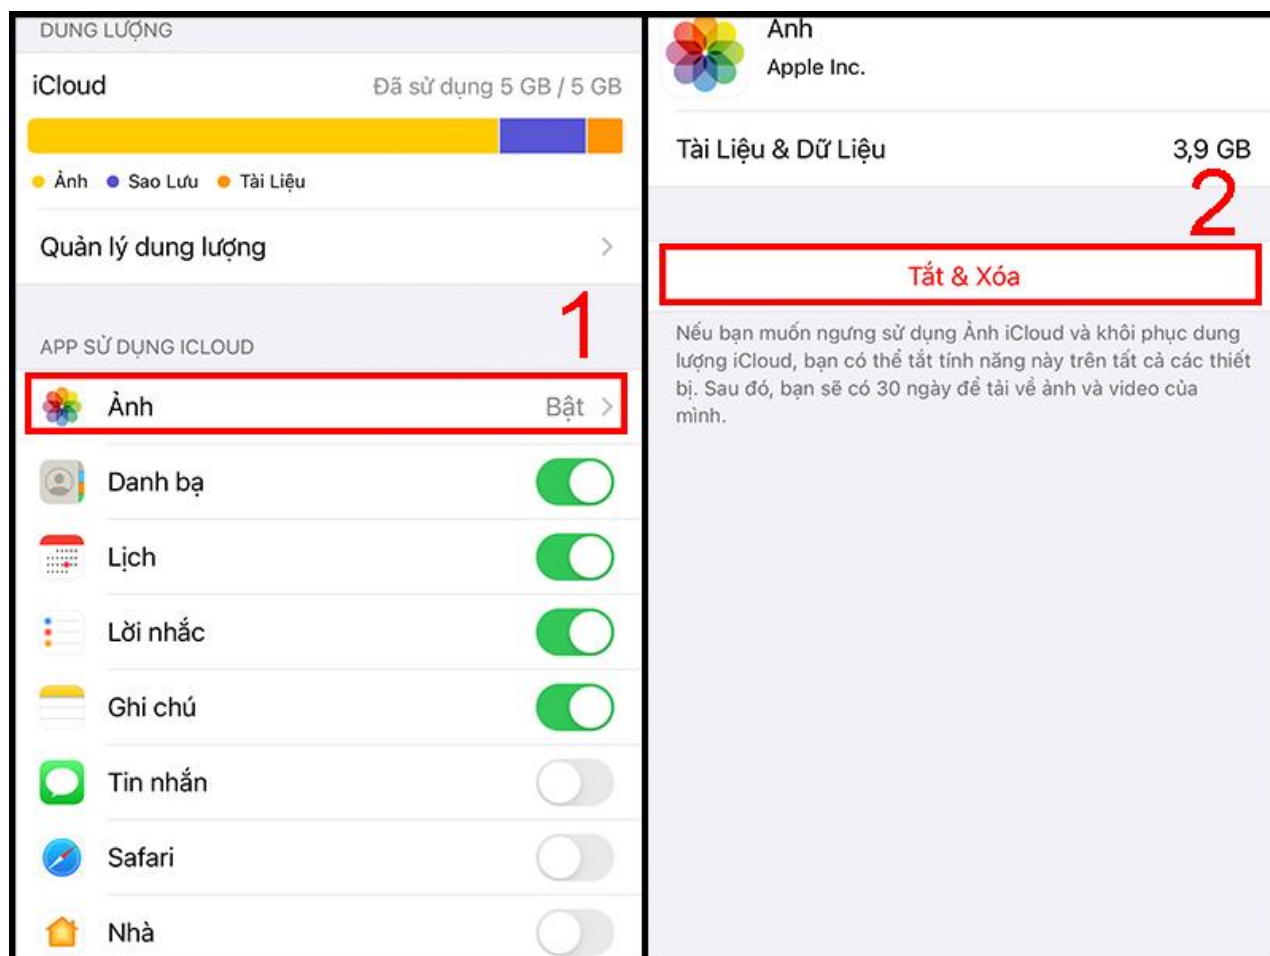 DUNG LƯỢNG
iCloud
Đã sử dụng 5 GB / 5 GB
Ảnh Sao Lưu Tài Liệu
Quản lý dung lượng
1
APP SỬ DỤNG ICLOUD
Ảnh
Bật
Danh bạ
Lịch
Lời nhắc
Ghi chú
Tin nhắn
Safari
Nhà
Ảnh
Apple Inc.
Tài Liệu & Dữ Liệu
3,9 GB
2
Tắt & Xóa
Nếu bạn muốn ngưng sử dụng Ảnh iCloud và khôi phục dung
lượng iCloud, bạn có thể tắt tính năng này trên tất cả các thiết
bị. Sau đó, bạn sẽ có 30 ngày để tải về ảnh và video của
mình.